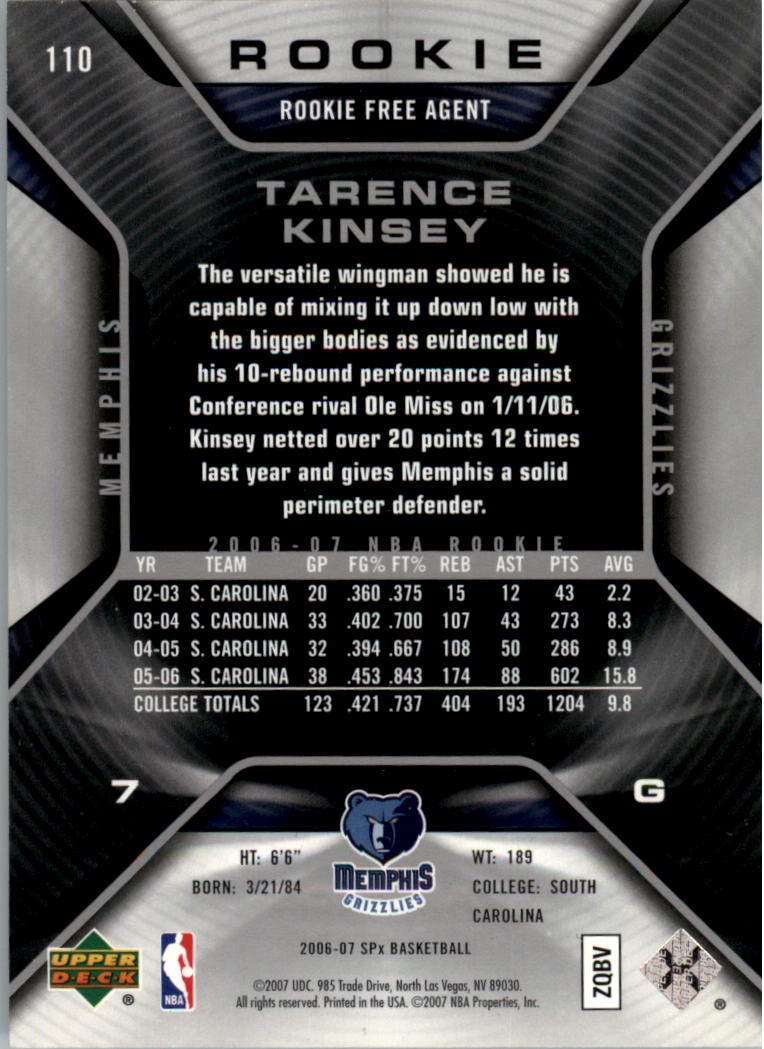 110
ROOKIE
ROOKIE FREE AGENT
TARENCE
KINSEY
The versatile wingman showed he is
capable of mixing it up down low with
the bigger bodies as evidenced by
his 10-rebound performance against
Conference rival Ole Miss on 1/11/06.
Kinsey netted over 20 points 12 times
last year and gives Memphis a solid
perimeter defender.
MEMPHIS
GRIZZLIES
2006-07 NBA ROOKIE
YR TEAM GP FG% FT% REB AST PTS AVG
02-03 S. CAROLINA 20 .360 .375 15 12 43 2.2
03-04 S. CAROLINA 33 .402 .700 107 43 273 8.3
04-05 S. CAROLINA 32 .394 .667 108 50 286 8.9
05-06 S. CAROLINA 38 .453 .843 174 88 602 15.8
COLLEGE TOTALS 123 .421 .737 404 193 1204 9.8
7
G
HT: 6'6"
BORN: 3/21/84
MEMPHIS
GRIZZLIES
WT: 189
COLLEGE: SOUTH
CAROLINA
2006-07 SPx BASKETBALL
UPPER
D·E·C·K
®
NBA
©2007 UDC. 985 Trade Drive, North Las Vegas, NV 89030.
All rights reserved. Printed in the USA. ©2007 NBA Properties, Inc.
ZQBV
®